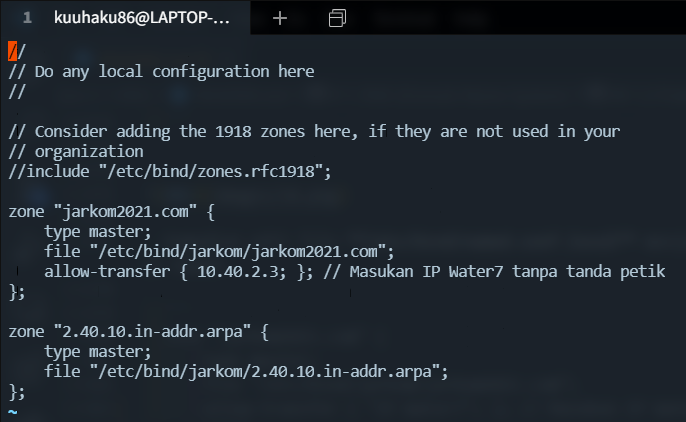 1 kuuhaku86@LAPTOP-...
//
// Do any local configuration here
//
// Consider adding the 1918 zones here, if they are not used in your
// organization
//include "/etc/bind/zones.rfc1918";
zone "jarkom2021.com" {
type master;
file "/etc/bind/jarkom/jarkom2021.com";
allow-transfer { 10.40.2.3; }; // Masukan IP Water7 tanpa tanda petik
};
zone "2.40.10.in-addr.arpa" {
type master;
file "/etc/bind/jarkom/2.40.10.in-addr.arpa";
};
~